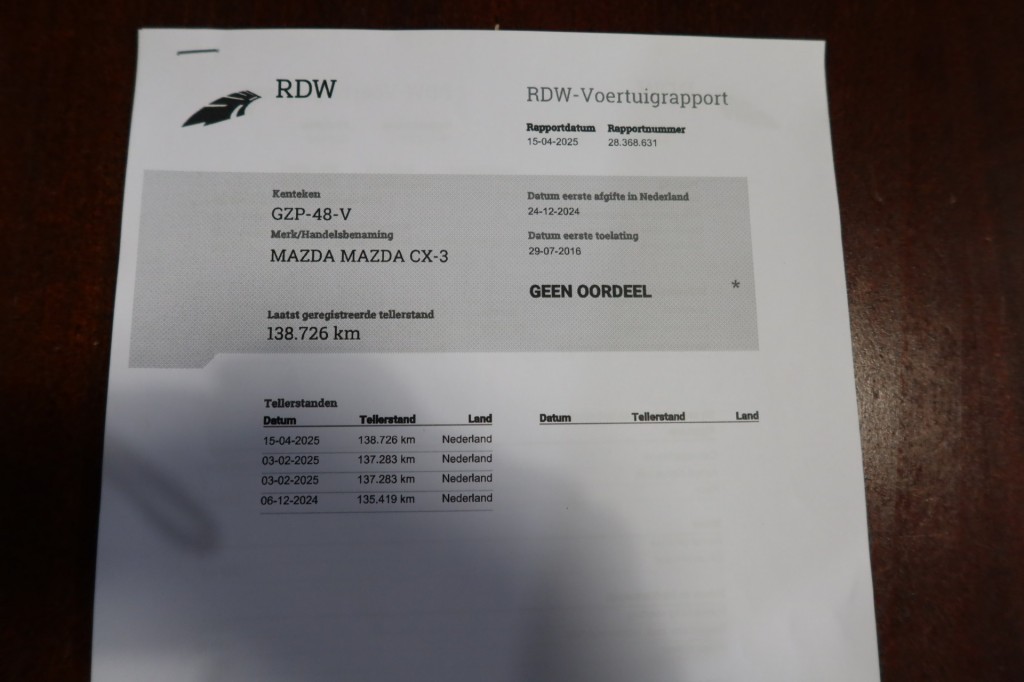 RDW
RDW-Voertuigrapport
Rapportdatum Rapportnummer
15-04-2025 28.368.631
Kenteken
GZP-48-V
Merk/Handelsbenaming
MAZDA MAZDA CX-3
Laatst geregistreerde tellerstand
138.726 km
Datum eerste afgifte in Nederland
24-12-2024
Datum eerste toelating
29-07-2016
GEEN OORDEEL *
Tellerstanden
Datum Tellerstand Land
15-04-2025 138.726 km Nederland
03-02-2025 137.283 km Nederland
03-02-2025 137.283 km Nederland
06-12-2024 135.419 km Nederland
Datum Tellerstand Land